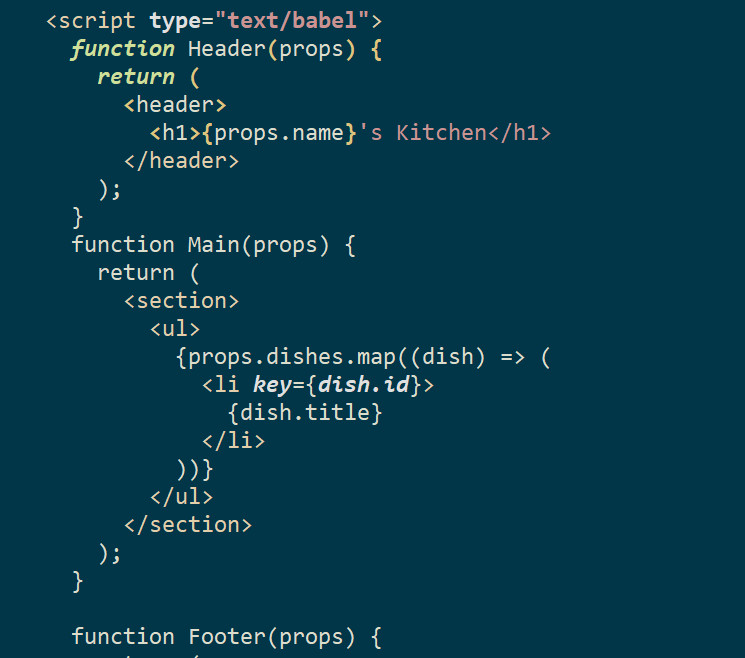 <script type="text/babel">
function Header(props) {
return (
<header>
<h1>{props.name}'s Kitchen</h1>
</header>
);
}
function Main(props) {
return (
<section>
<ul>
{props.dishes.map((dish) => (
<li key={dish.id}>
{dish.title}
</li>
))}
</ul>
</section>
);
}
function Footer(props) {